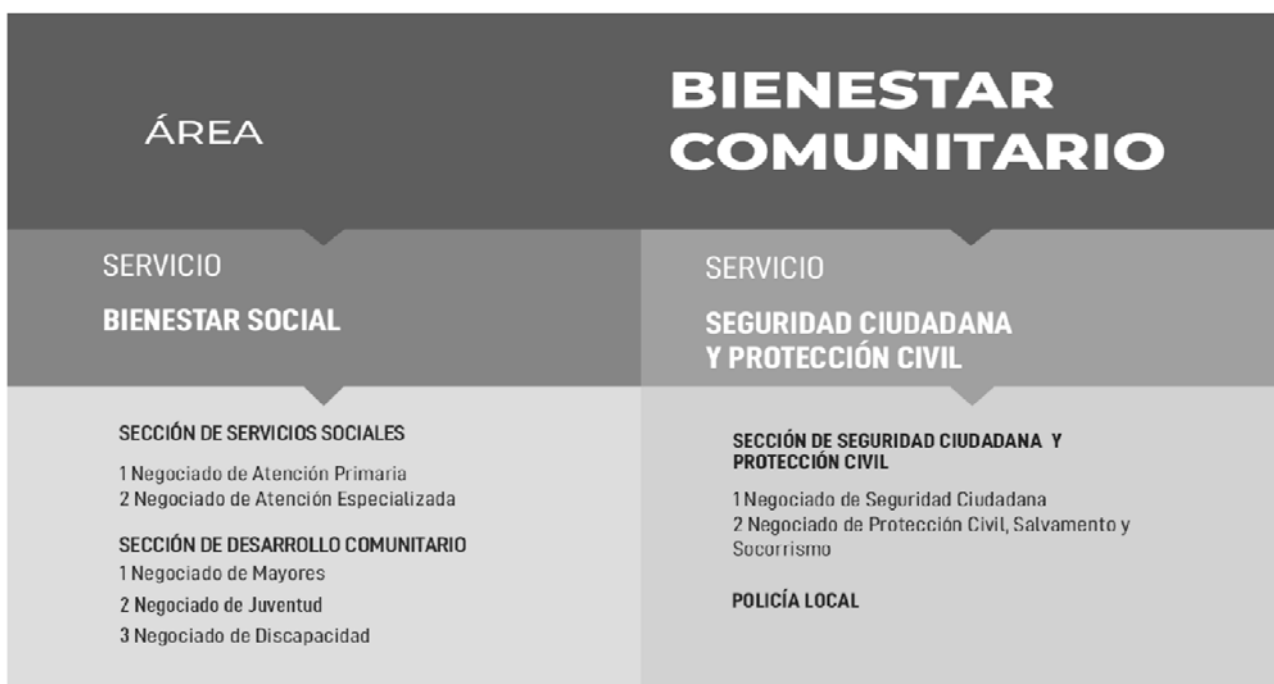 ÁREA
BIENESTAR
COMUNITARIO
SERVICIO
BIENESTAR SOCIAL
SECCIÓN DE SERVICIOS SOCIALES
1 Negociado de Atención Primaria
2 Negociado de Atención Especializada
SECCIÓN DE DESARROLLO COMUNITARIO
1 Negociado de Mayores
2 Negociado de Juventud
3 Negociado de Discapacidad
SERVICIO
SEGURIDAD CIUDADANA
Y PROTECCIÓN CIVIL
SECCIÓN DE SEGURIDAD CIUDADANA Y
PROTECCIÓN CIVIL
1 Negociado de Seguridad Ciudadana
2 Negociado de Protección Civil, Salvamento y
Socorrismo
POLICÍA LOCAL